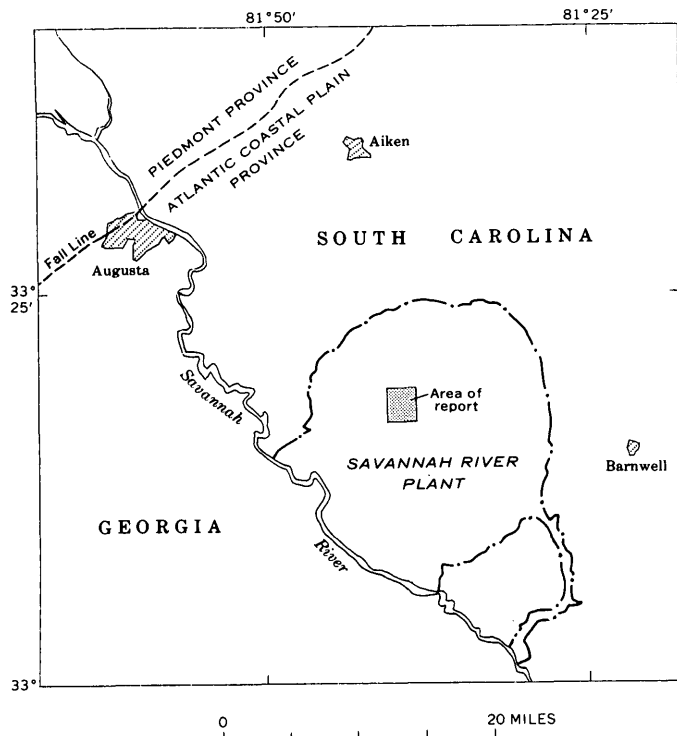 81°50'
81°25'
PIEDMONT PROVINCE
ATLANTIC COASTAL PLAIN
PROVINCE
Aiken
Fall Line
Augusta
SOUTH CAROLINA
33°
25'
Savannah
Area of
report
SAVANNAH RIVER
PLANT
Barnwell
GEORGIA
River
33°
0
20 MILES